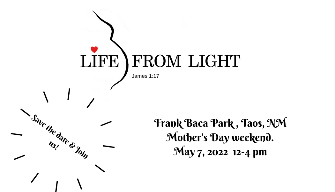 LIFE FROM LIGHT
James 1:17
Save the date & Join
us!
Frank Baca Park , Taos, NM
Mother's Day weekend.
May 7, 2022 12-4 pm